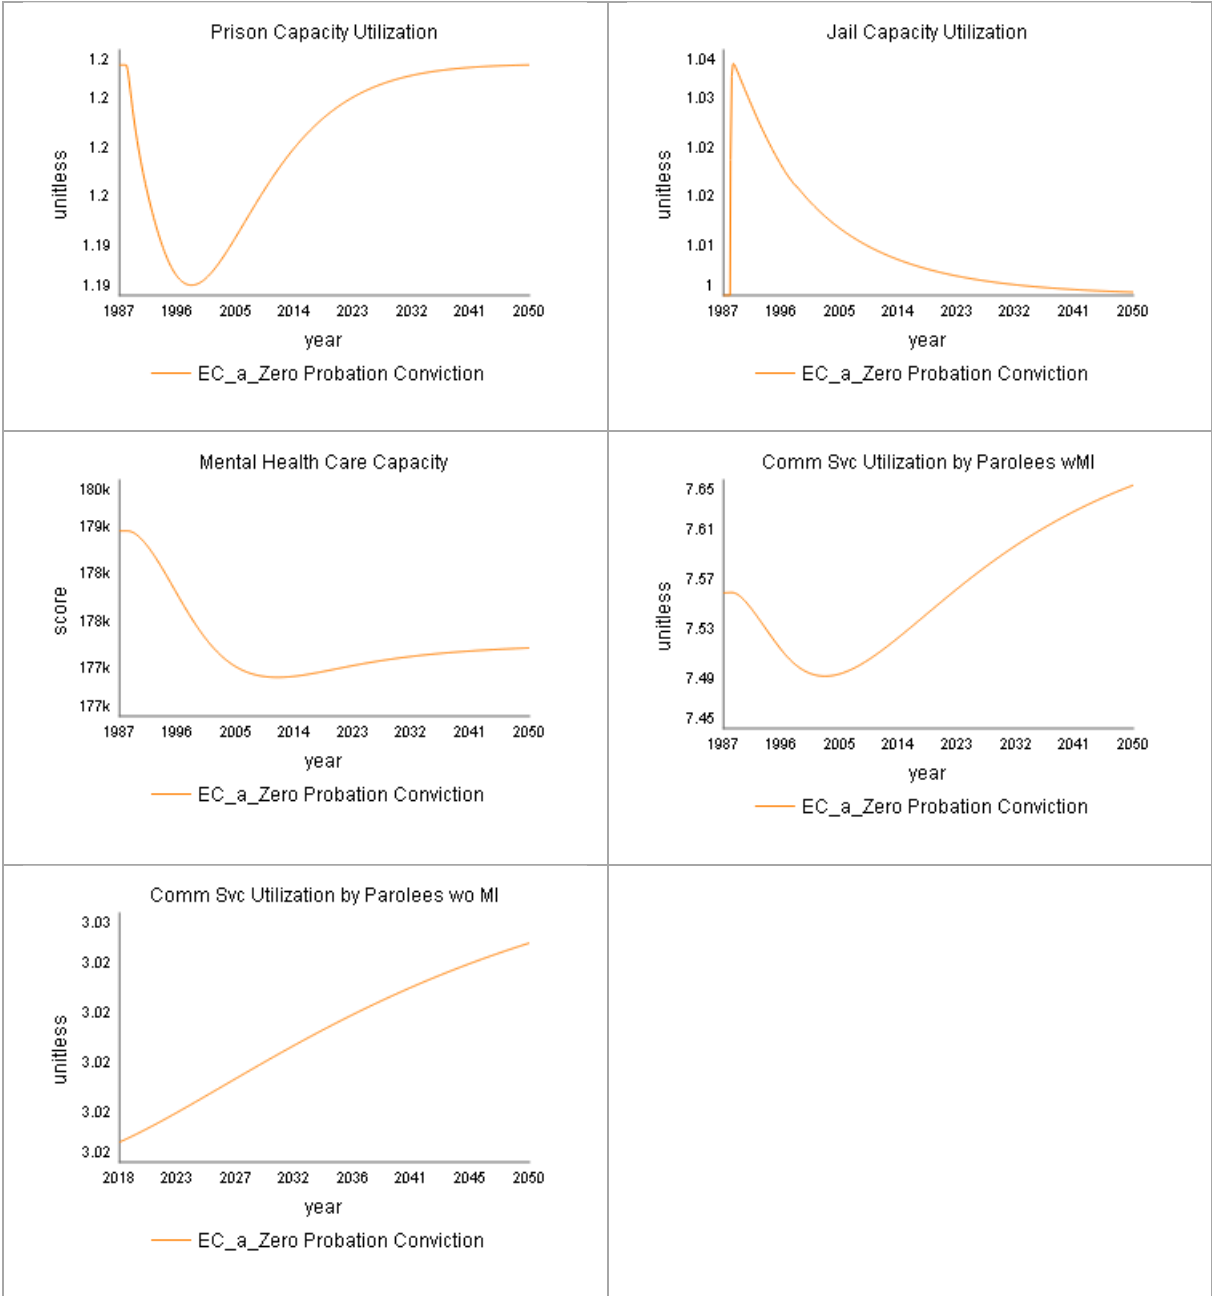 Prison Capacity Utilization
1.2
1.2
1.2
1.2
1.19
1.19
unitless
1987 1996 2005 2014 2023 2032 2041 2050
year
EC_a_Zero Probation Conviction
Jail Capacity Utilization
1.04
1.03
1.02
1.02
1.01
1
unitless
1987 1996 2005 2014 2023 2032 2041 2050
year
EC_a_Zero Probation Conviction
Mental Health Care Capacity
180k
179k
178k
178k
177k
177k
score
1987 1996 2005 2014 2023 2032 2041 2050
year
EC_a_Zero Probation Conviction
Comm Svc Utilization by Parolees wMI
7.65
7.61
7.57
7.53
7.49
7.45
unitless
1987 1996 2005 2014 2023 2032 2041 2050
year
EC_a_Zero Probation Conviction
Comm Svc Utilization by Parolees wo MI
3.03
3.02
3.02
3.02
3.02
3.02
unitless
2018 2023 2027 2032 2036 2041 2045 2050
year
EC_a_Zero Probation Conviction